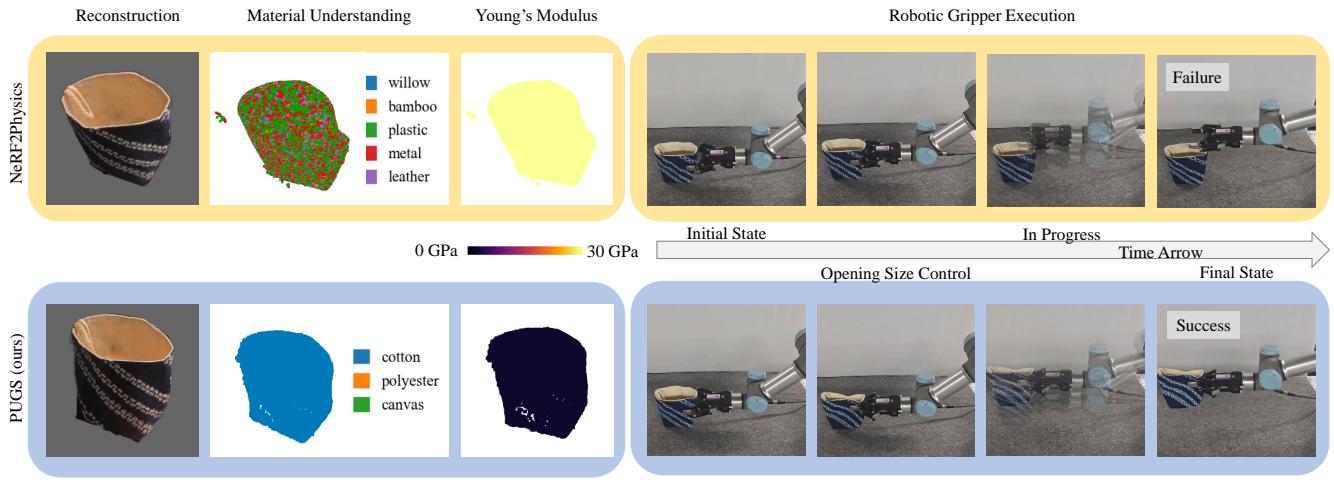 Reconstruction
Material Understanding
Young's Modulus
Robotic Gripper Execution
NeRF2Physics
willow
bamboo
plastic
metal
leather
Failure
0 GPa
30 GPa
Initial State
In Progress
Time Arrow
Opening Size Control
Final State
PUGS (ours)
cotton
polyester
canvas
Success